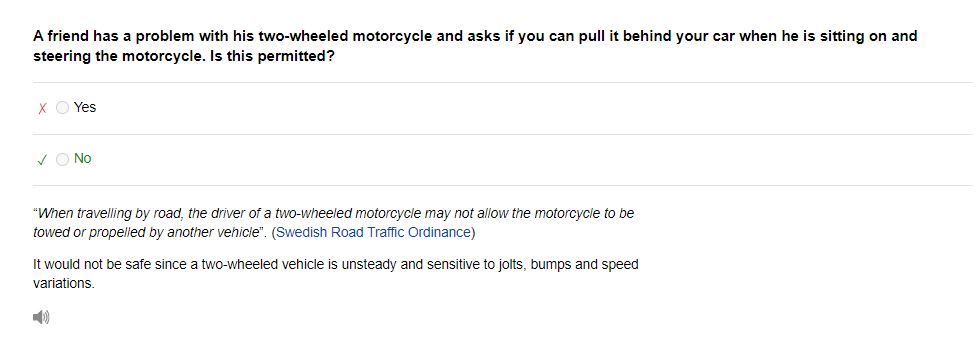 A friend has a problem with his two-wheeled motorcycle and asks if you can pull it behind your car when he is sitting on and
steering the motorcycle. Is this permitted?
✗ Yes
✓ No
“When travelling by road, the driver of a two-wheeled motorcycle may not allow the motorcycle to be
towed or propelled by another vehicle”. (Swedish Road Traffic Ordinance)
It would not be safe since a two-wheeled vehicle is unsteady and sensitive to jolts, bumps and speed
variations.